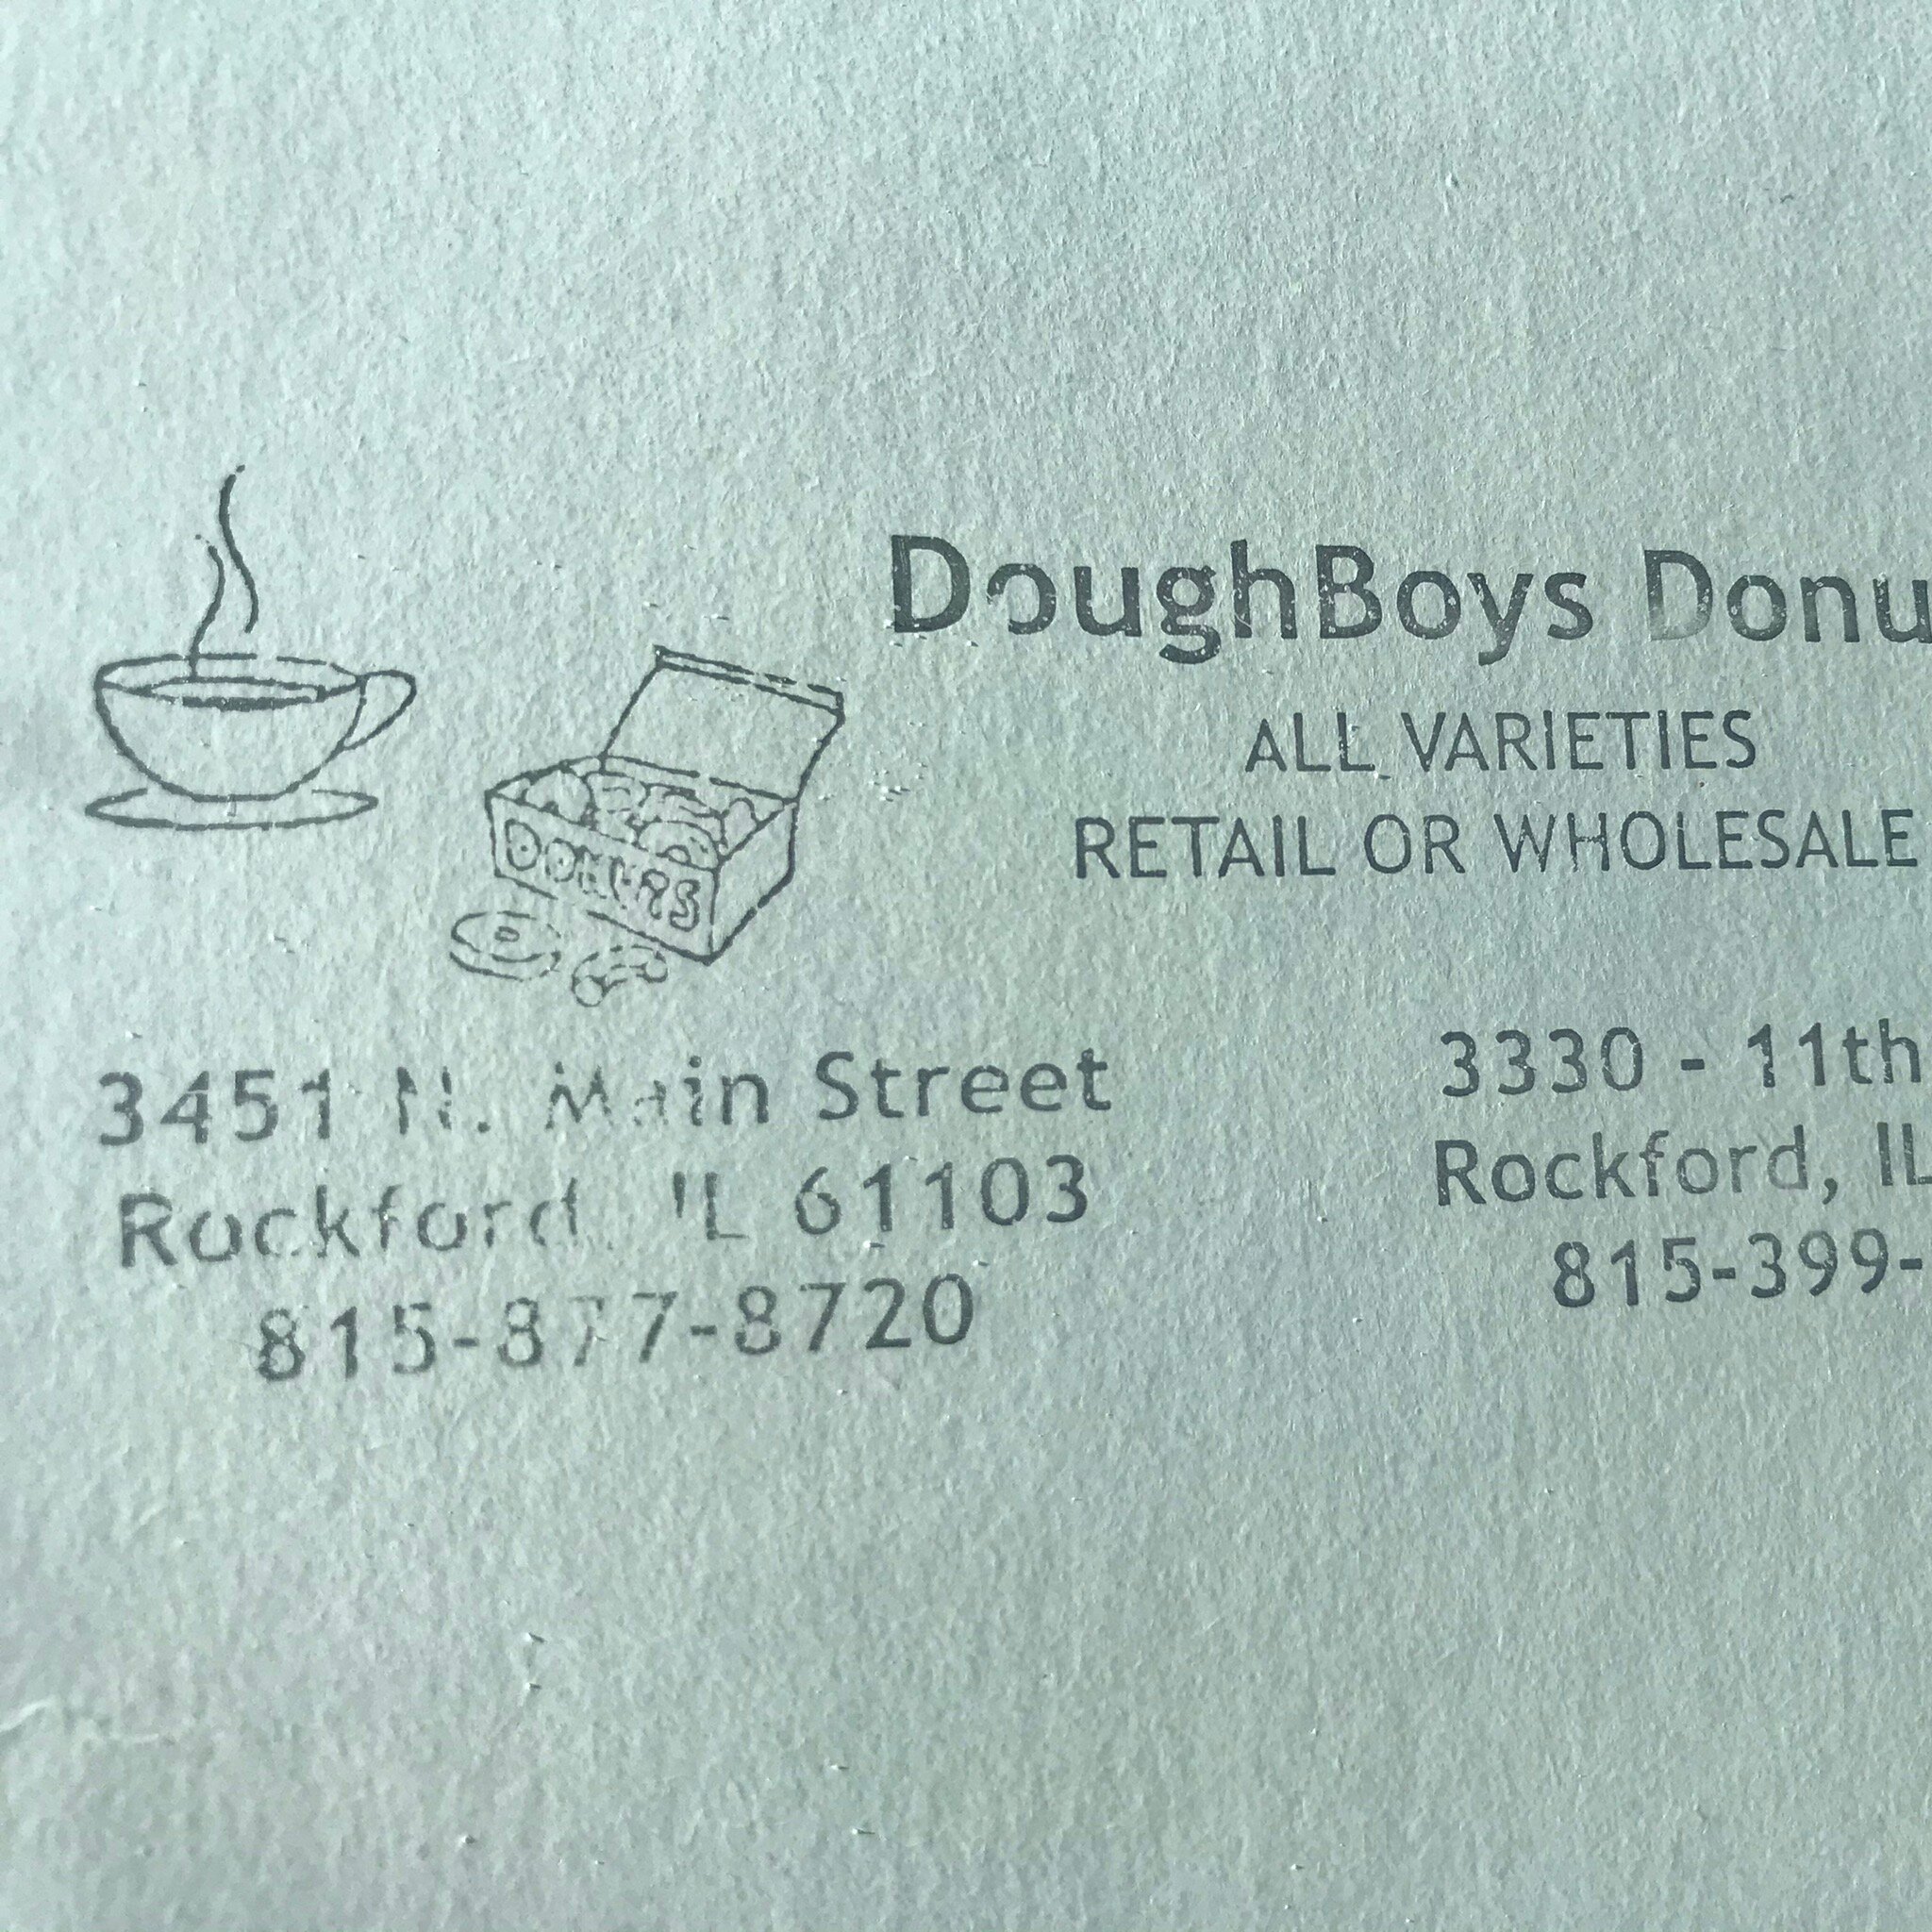 DoughBoys Donu
ALL VARIETIES
RETAIL OR WHOLESALE
DONUTS
3451 N. Main Street
Rockford, IL 61103
815-877-8720
3330 - 11th
Rockford, IL
815-399-